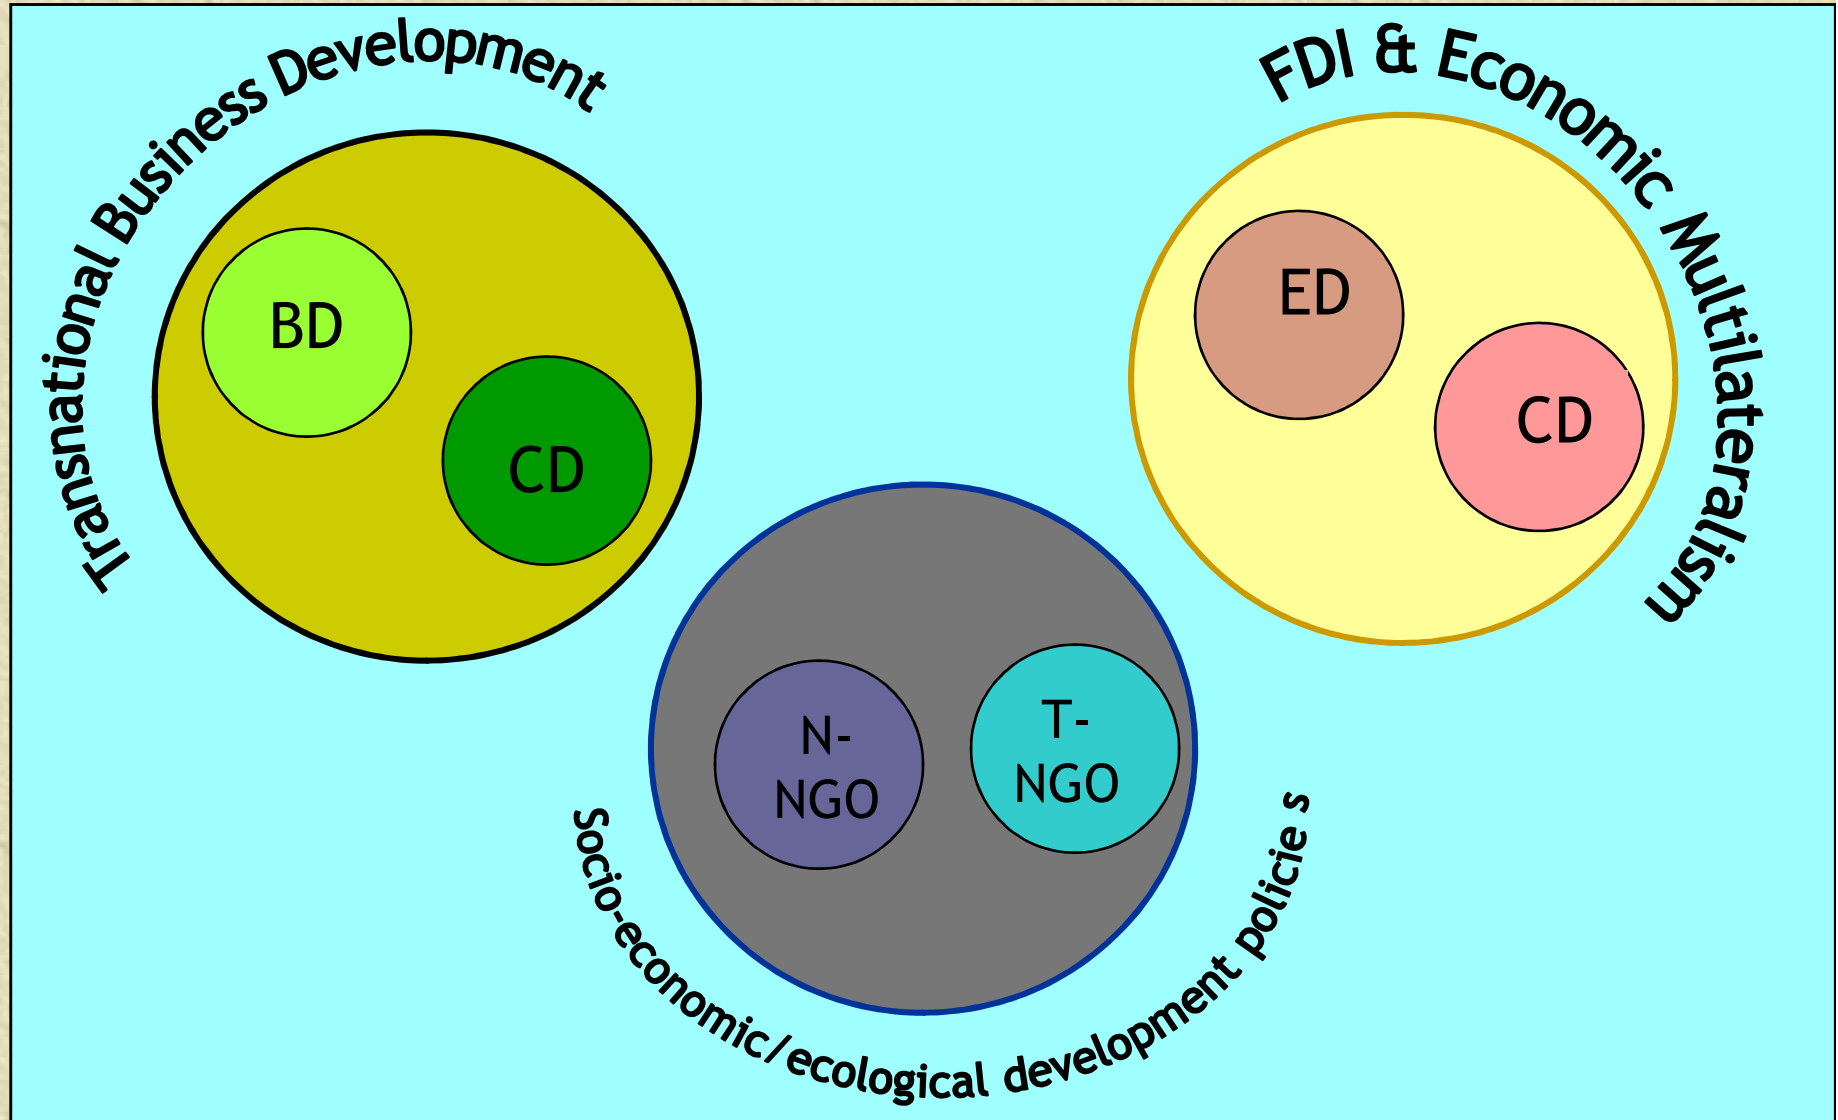 Transnational Business Development
BD
CD
FDI & Economic Multilateralism
ED
CD
N-
NGO
T-
NGO
Socio-economic/ecological development policie s